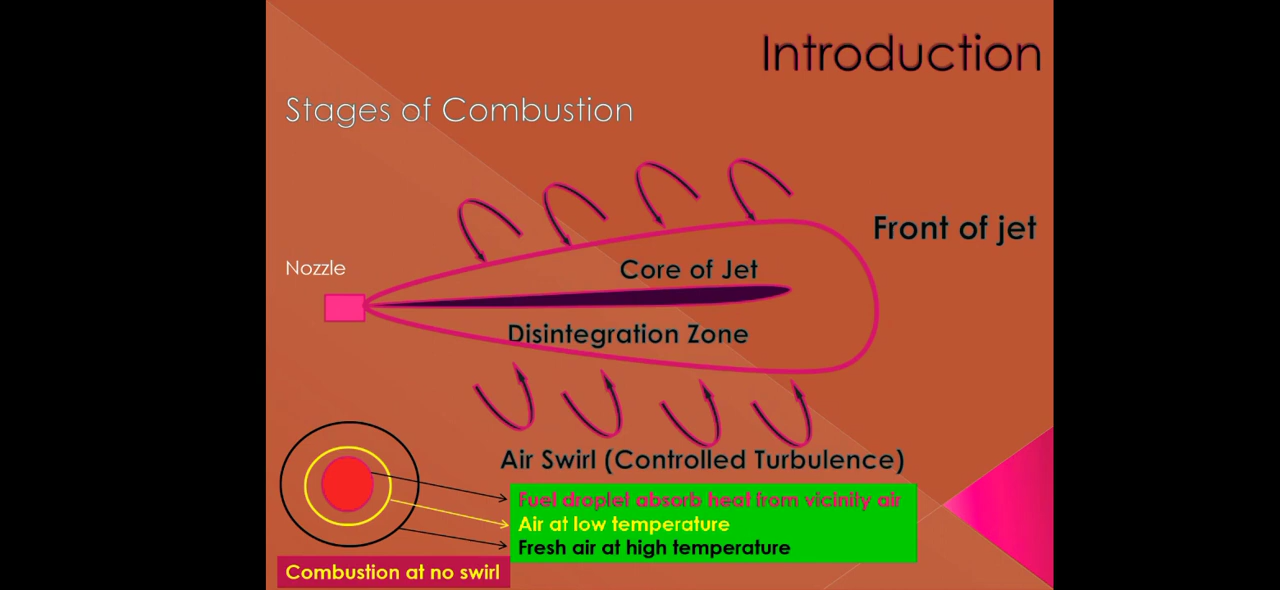 Introduction
Stages of Combustion
Front of jet
Nozzle
Core of Jet
Disintegration Zone
Air Swirl (Controlled Turbulence)
Fuel droplet absorb heat from vicinity air
Air at low temperature
Fresh air at high temperature
Combustion at no swirl